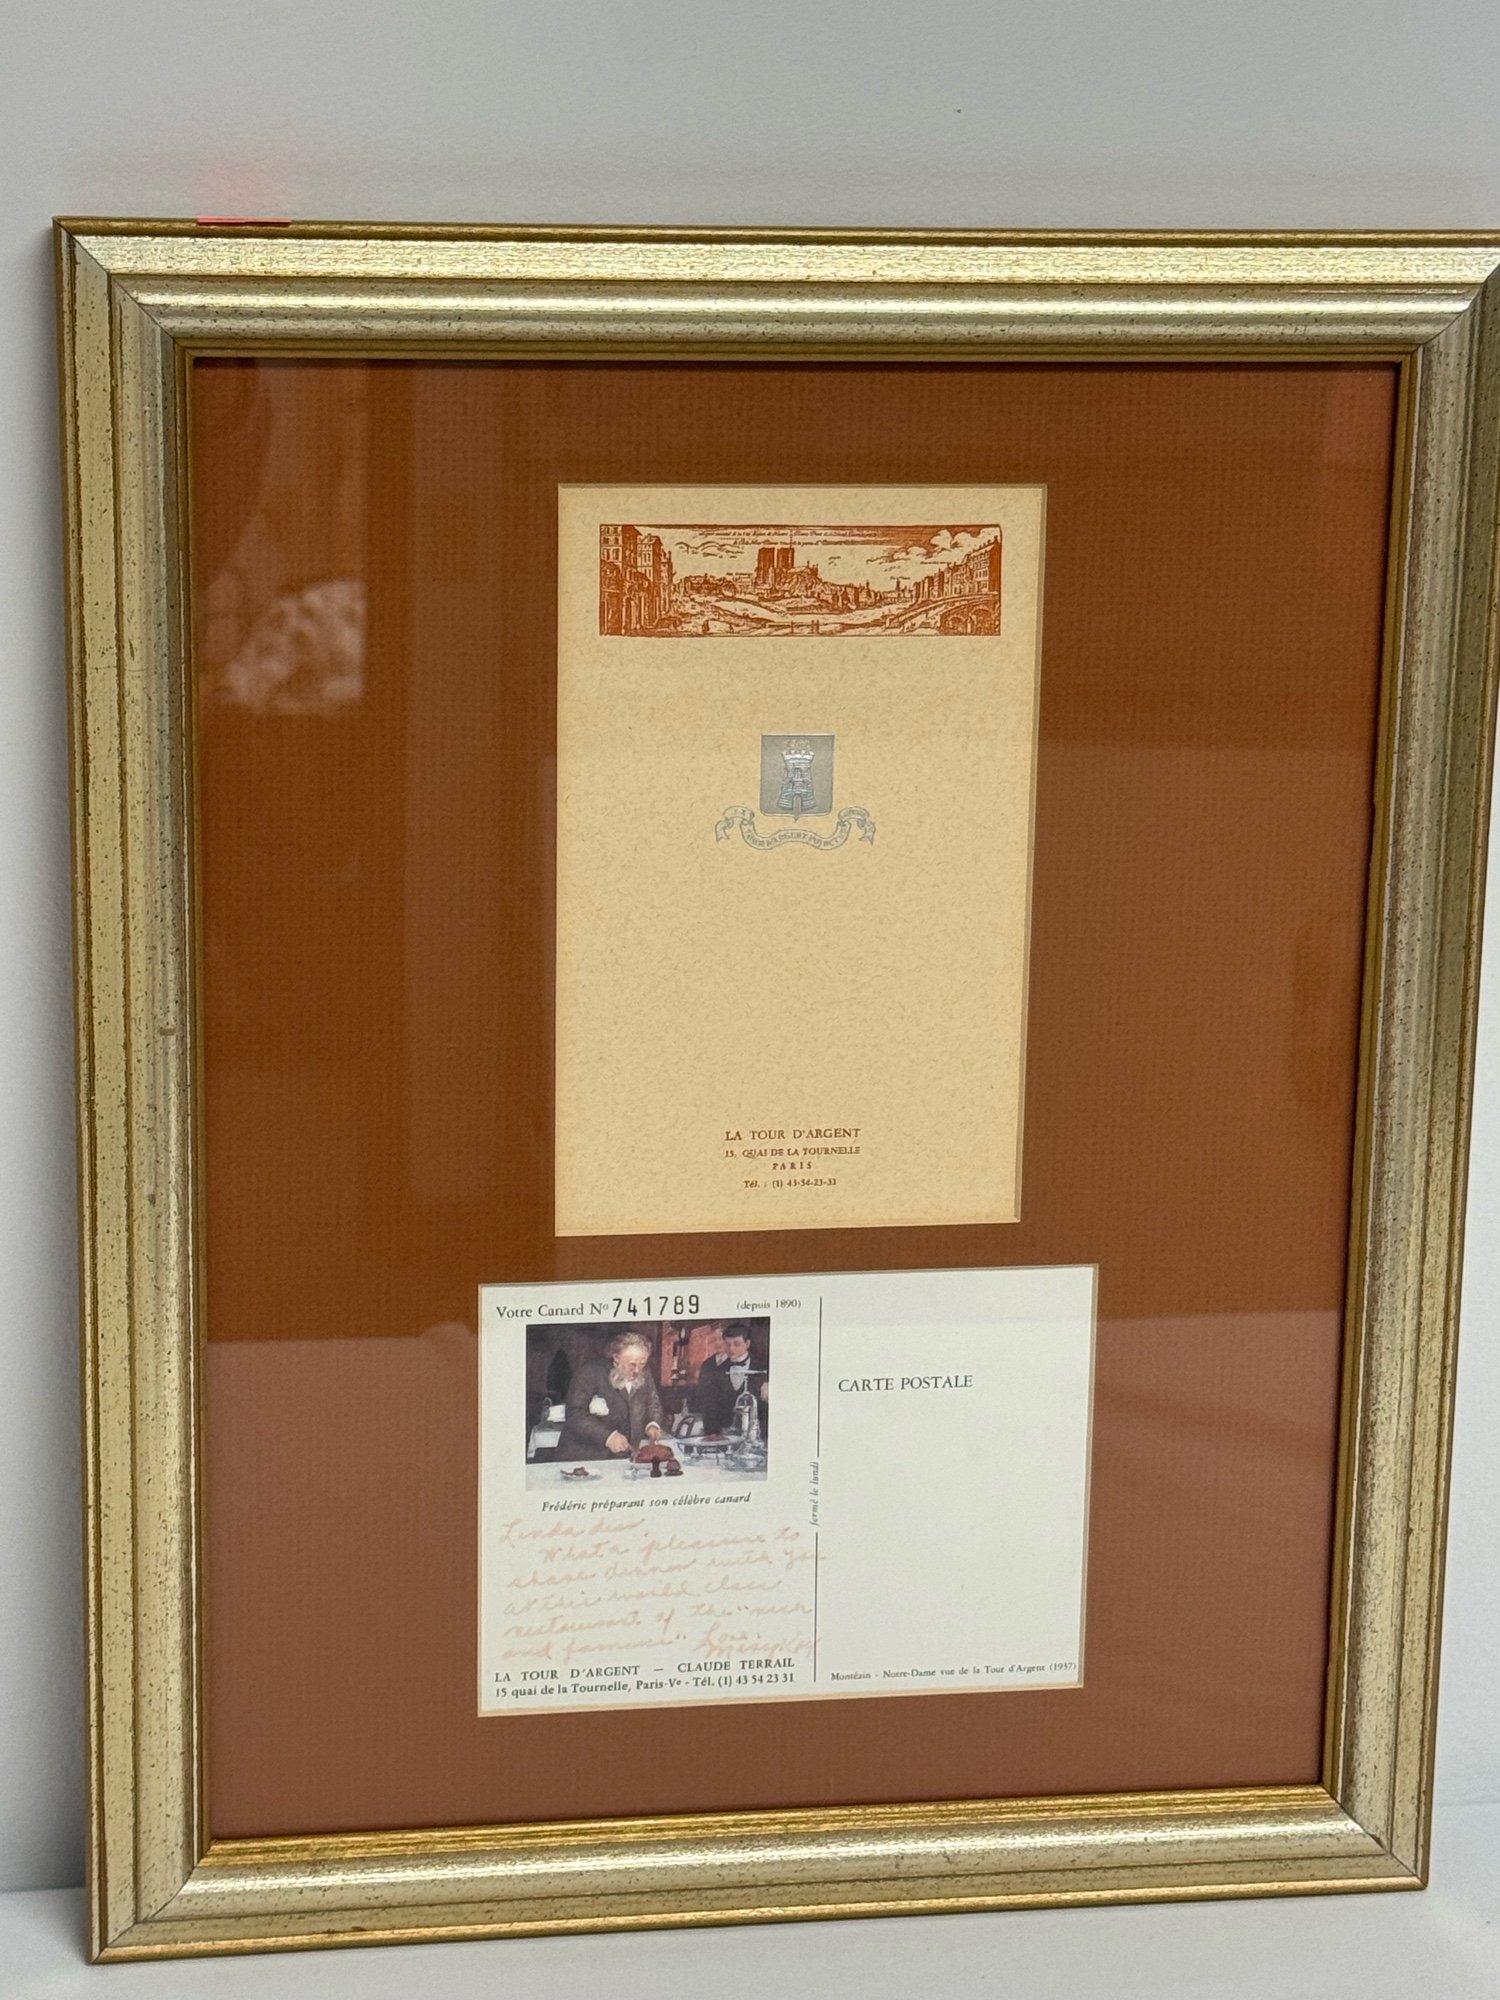 LA TOUR D'ARGENT
15, QUAI DE LA TOURNELLE
PARIS
Tél. : (1) 43-54-23-31
Votre Canard Nº 741789 (depuis 1890)
Frédéric préparant son célèbre canard
Linda dear
What a pleasure to
share dinner with you
at this world class
restaurant of the "rich
and famous". Love,
Mary Kay
LA TOUR D'ARGENT — CLAUDE TERRAIL
15 quai de la Tournelle, Paris-Vᵉ - Tél. (1) 43 54 23 31
fermé le lundi
CARTE POSTALE
Montézin - Notre-Dame vue de la Tour d'Argent (1937)